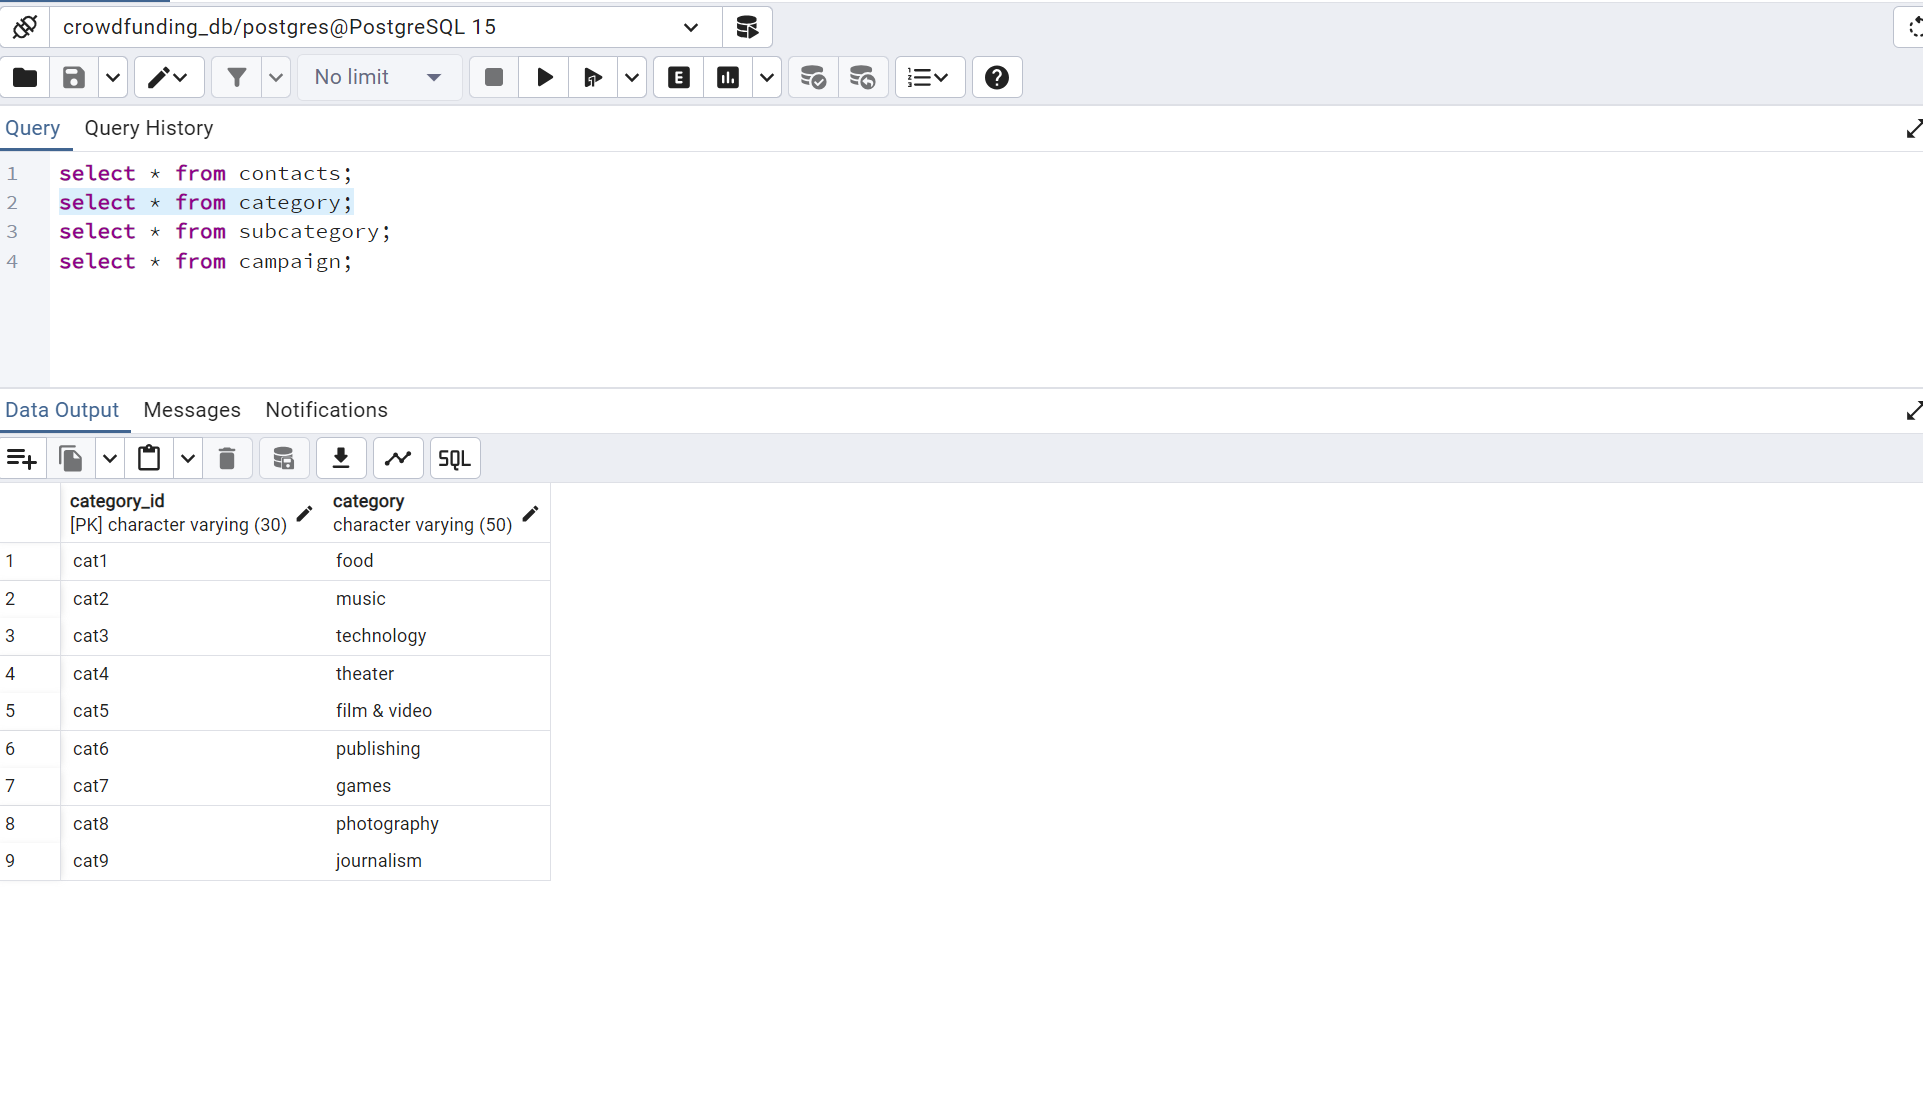 crowdfunding_db/postgres@PostgreSQL 15
No limit
E
Query Query History
1 select * from contacts;
2 select * from category;
3 select * from subcategory;
4 select * from campaign;
Data Output Messages Notifications
SQL
category_id category
[PK] character varying (30) character varying (50)
1 cat1 food
2 cat2 music
3 cat3 technology
4 cat4 theater
5 cat5 film & video
6 cat6 publishing
7 cat7 games
8 cat8 photography
9 cat9 journalism